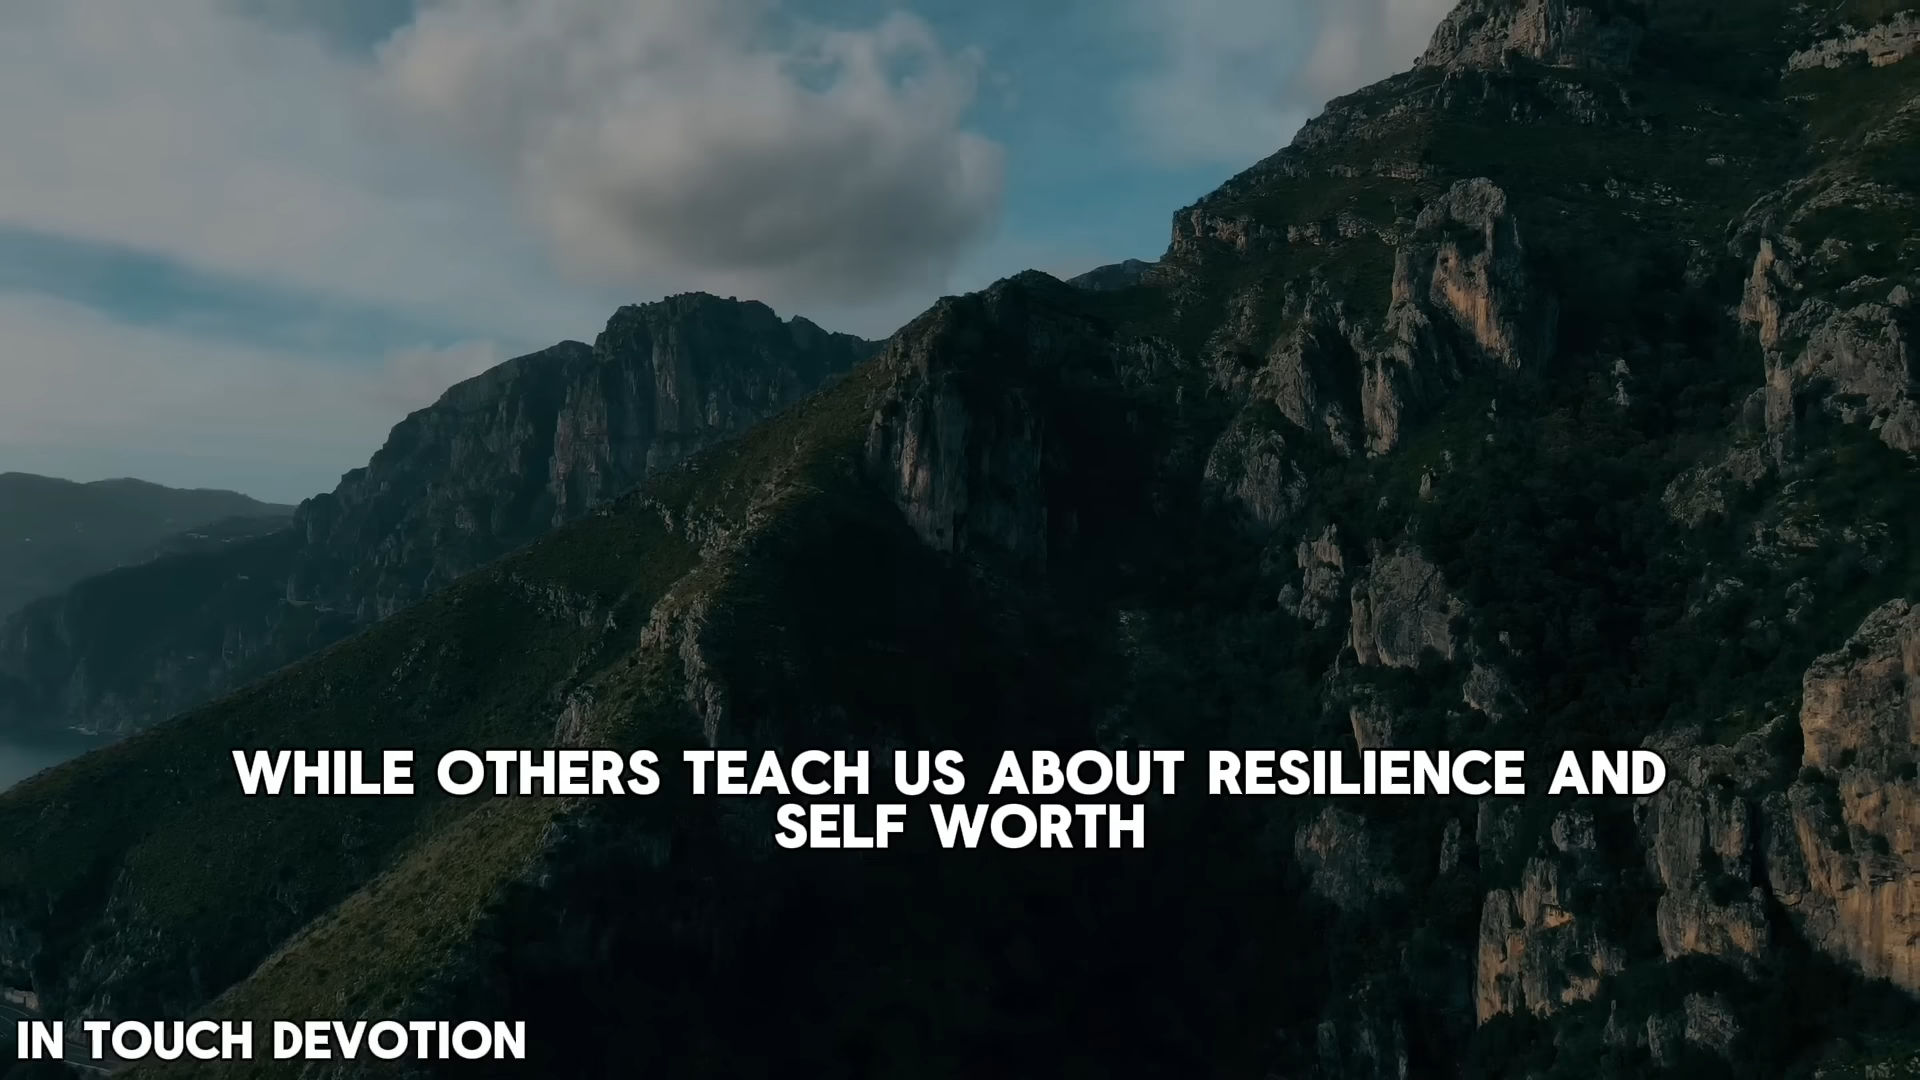 WHILE OTHERS TEACH US ABOUT RESILIENCE AND
SELF WORTH
IN TOUCH DEVOTION